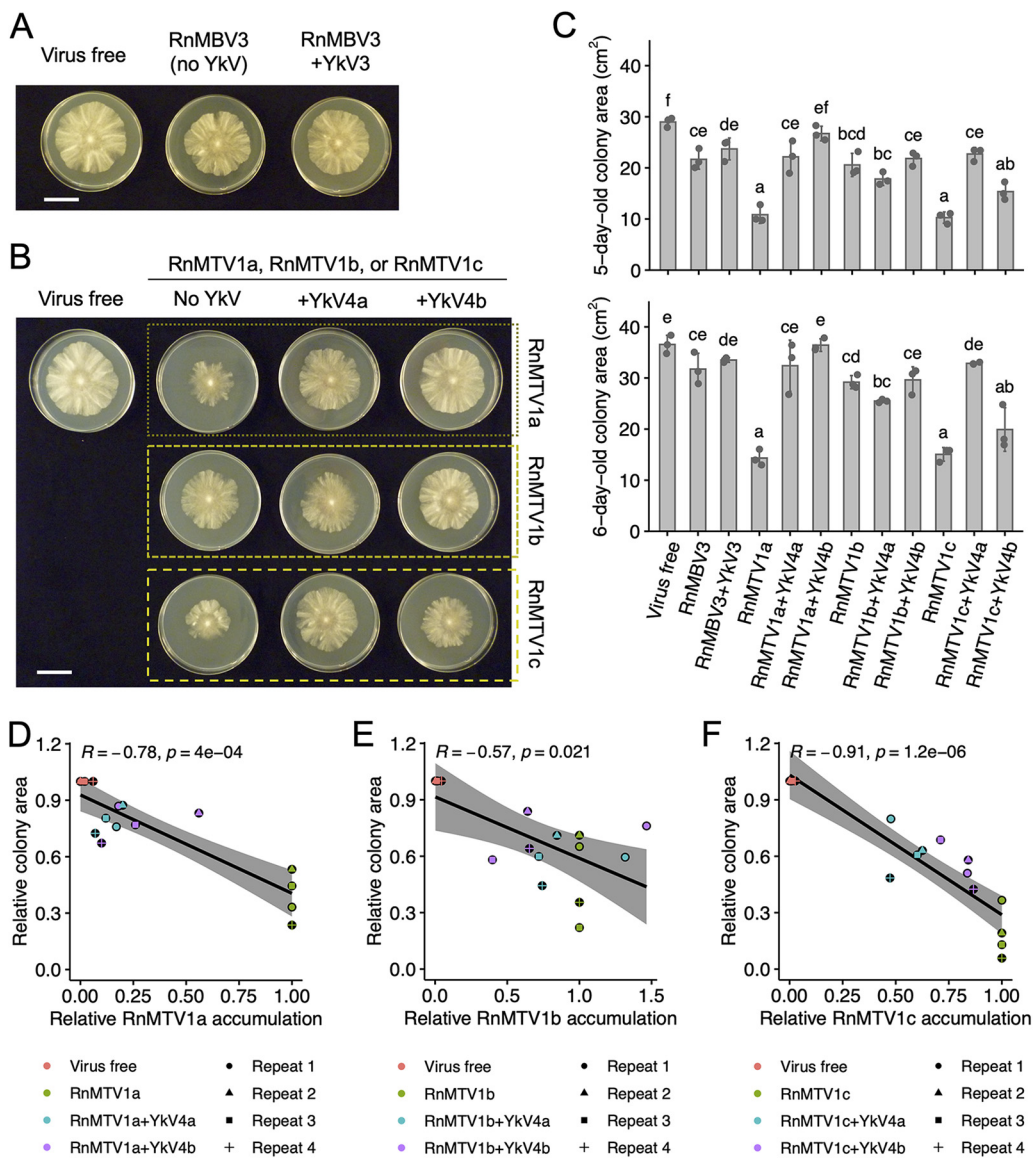 A
Virus free
RnMBV3
(no YkV)
RnMBV3
+YkV3
B
RnMTV1a, RnMTV1b, or RnMTV1c
Virus free
No YkV
+YkV4a
+YkV4b
RnMTV1a
RnMTV1b
RnMTV1c
C
5−day−old colony area (cm2)
40
30
20
10
0
f
ce
de
a
ce
ef
bcd
bc
ce
a
ce
ab
6−day−old colony area (cm2)
40
30
20
10
0
e
ce
de
a
ce
e
cd
bc
ce
a
de
ab
Virus free
RnMBV3
RnMBV3+YkV3
RnMTV1a
RnMTV1a+YkV4a
RnMTV1a+YkV4b
RnMTV1b
RnMTV1b+YkV4a
RnMTV1b+YkV4b
RnMTV1c
RnMTV1c+YkV4a
RnMTV1c+YkV4b
D
R = −0.78, p = 4e−04
Relative colony area
1.2
0.9
0.6
0.3
0.0
0.00 0.25 0.50 0.75 1.00
Relative RnMTV1a accumulation
Virus free
RnMTV1a
RnMTV1a+YkV4a
RnMTV1a+YkV4b
Repeat 1
Repeat 2
Repeat 3
Repeat 4
E
R = −0.57, p = 0.021
Relative colony area
1.2
0.9
0.6
0.3
0.0
0.0 0.5 1.0 1.5
Relative RnMTV1b accumulation
Virus free
RnMTV1b
RnMTV1b+YkV4a
RnMTV1b+YkV4b
Repeat 1
Repeat 2
Repeat 3
Repeat 4
F
R = −0.91, p = 1.2e−06
Relative colony area
1.2
0.9
0.6
0.3
0.0
0.00 0.25 0.50 0.75 1.00
Relative RnMTV1c accumulation
Virus free
RnMTV1c
RnMTV1c+YkV4a
RnMTV1c+YkV4b
Repeat 1
Repeat 2
Repeat 3
Repeat 4